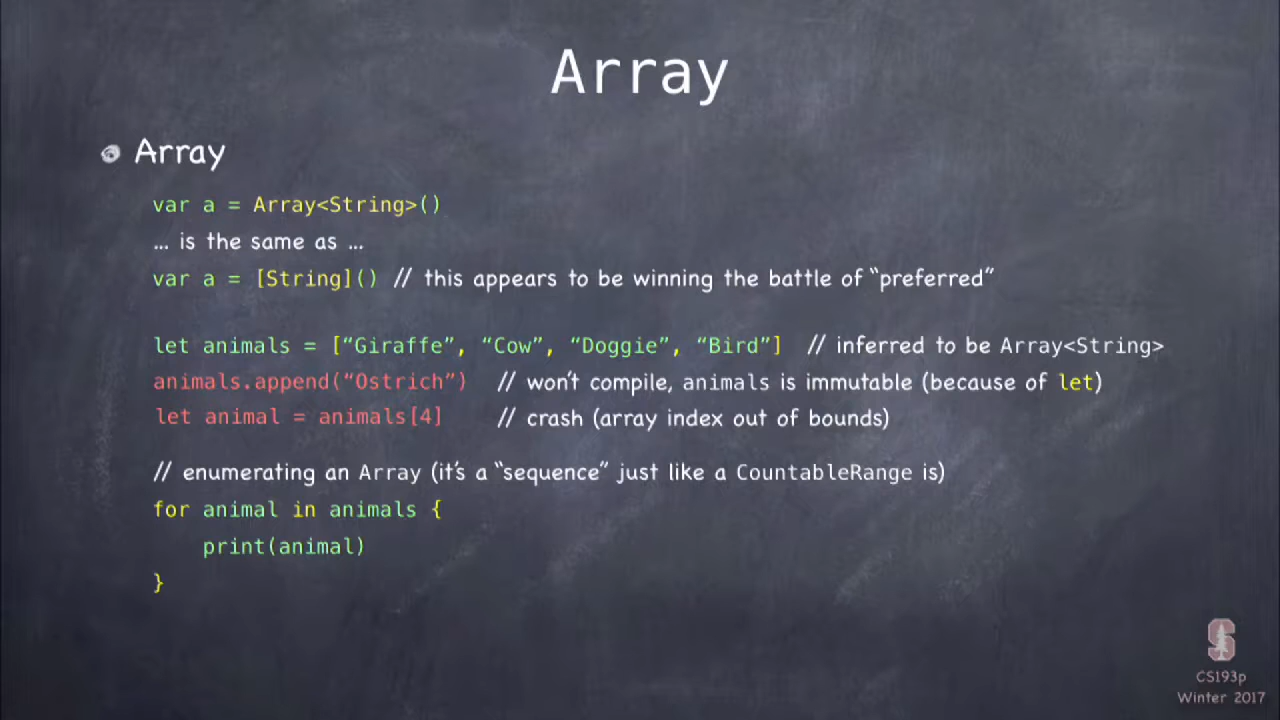 Array
Array
var a = Array<String>()
... is the same as ...
var a = [String]() // this appears to be winning the battle of “preferred”
let animals = [“Giraffe”, “Cow”, “Doggie”, “Bird”] // inferred to be Array<String>
animals.append(“Ostrich”) // won’t compile, animals is immutable (because of let)
let animal = animals[4] // crash (array index out of bounds)
// enumerating an Array (it’s a “sequence” just like a CountableRange is)
for animal in animals {
print(animal)
}
S
CS193p
Winter 2017